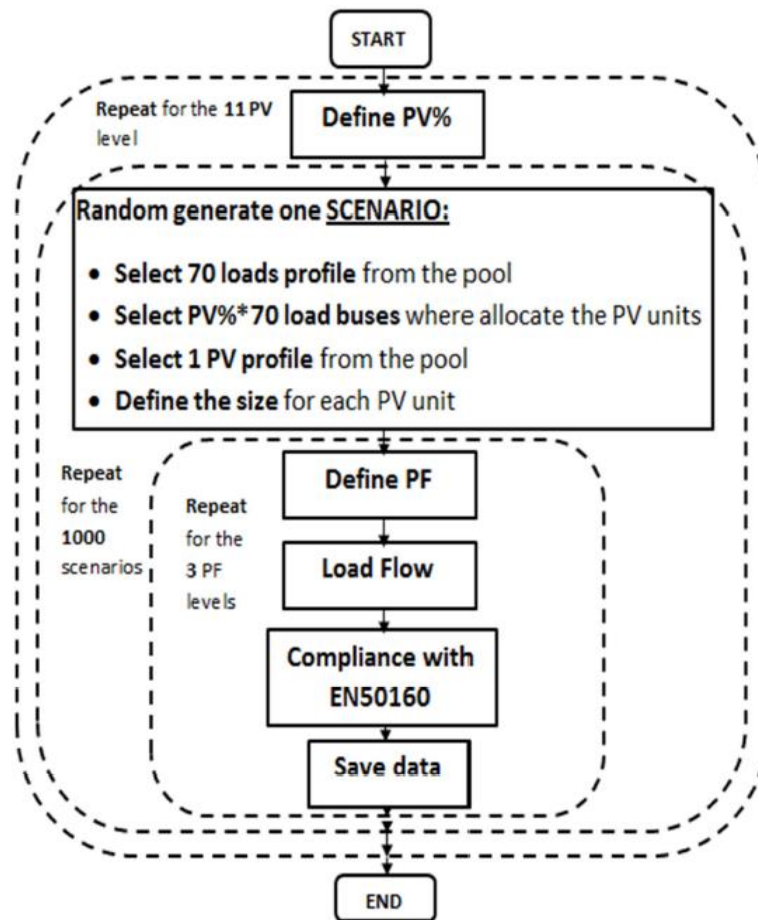 START
Repeat for the 11 PV
level
Define PV%
Random generate one SCENARIO:
• Select 70 loads profile from the pool
• Select PV%*70 load buses where allocate the PV units
• Select 1 PV profile from the pool
• Define the size for each PV unit
Repeat
for the
1000
scenarios
Repeat
for the
3 PF
levels
Define PF
Load Flow
Compliance with
EN50160
Save data
END